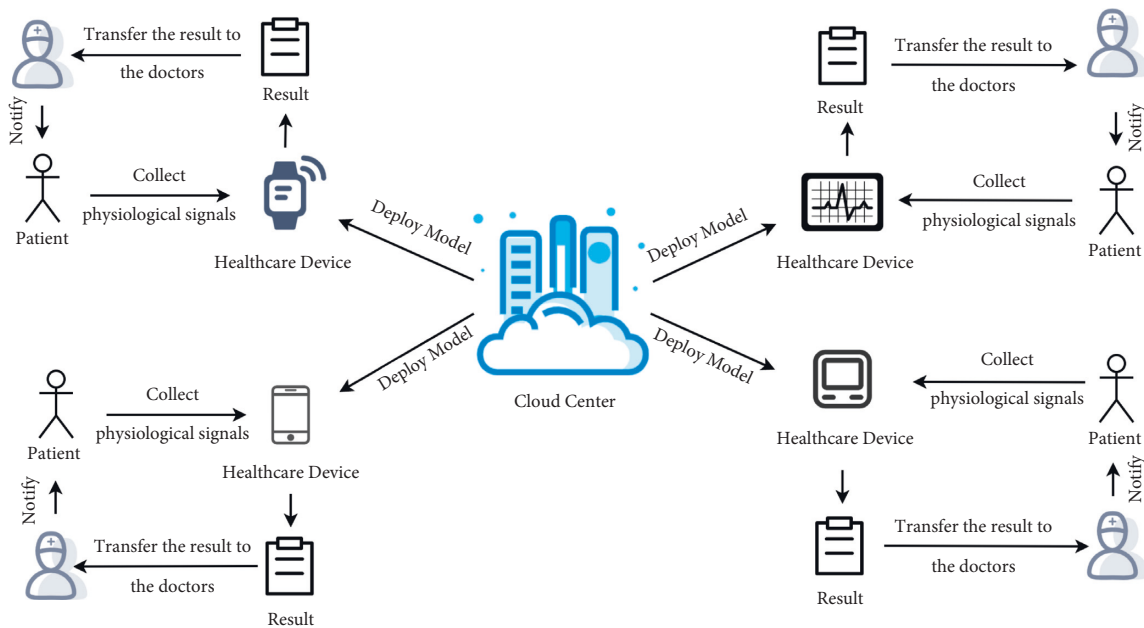 Transfer the result to
the doctors
Result
Notify
Collect
physiological signals
Patient
Healthcare Device
Deploy Model
Transfer the result to
the doctors
Result
Notify
Collect
physiological signals
Patient
Healthcare Device
Deploy Model
Cloud Center
Deploy Model
Collect
physiological signals
Patient
Healthcare Device
Notify
Transfer the result to
the doctors
Result
Deploy Model
Collect
physiological signals
Patient
Healthcare Device
Notify
Transfer the result to
the doctors
Result